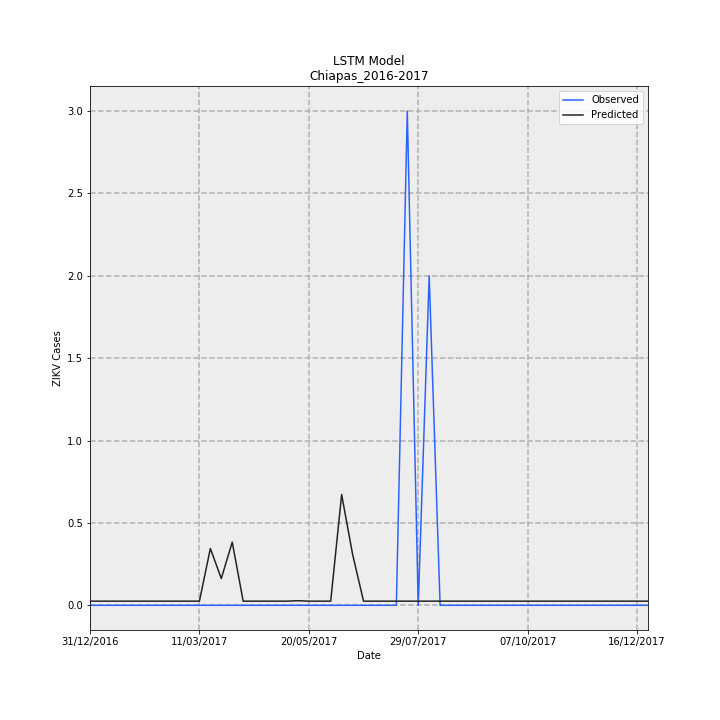 LSTM Model
Chiapas_2016-2017
Observed
Predicted
3.0
2.5
2.0
1.5
1.0
0.5
0.0
ZIKV Cases
31/12/2016 11/03/2017 20/05/2017 29/07/2017 07/10/2017 16/12/2017
Date